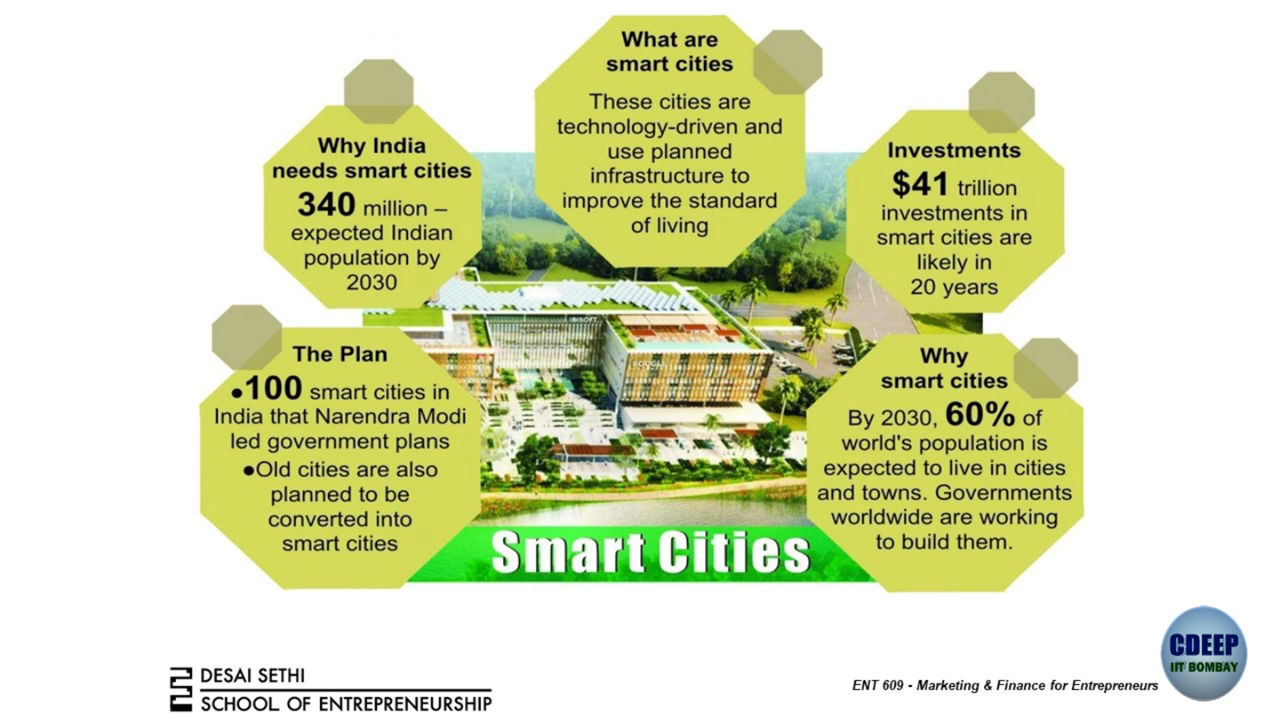 What are
smart cities
These cities are
technology-driven and
use planned
infrastructure to
improve the standard
of living
Why India
needs smart cities
340 million –
expected Indian
population by
2030
Investments
$41 trillion
investments in
smart cities are
likely in
20 years
The Plan
●100 smart cities in
India that Narendra Modi
led government plans
●Old cities are also
planned to be
converted into
smart cities
Why
smart cities
By 2030, 60% of
world's population is
expected to live in cities
and towns. Governments
worldwide are working
to build them.
Smart Cities
DESAI SETHI
SCHOOL OF ENTREPRENEURSHIP
ENT 609 - Marketing & Finance for Entrepreneurs
CDEEP
IIT BOMBAY